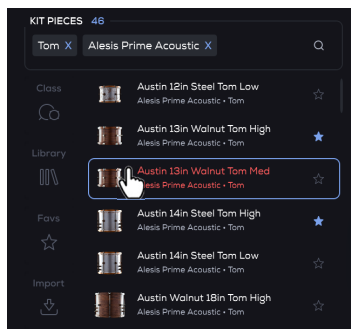 KIT PIECES 46
Tom X Alesis Prime Acoustic X
Class
Austin 12in Steel Tom Low
Alesis Prime Acoustic • Tom
Austin 13in Walnut Tom High
Alesis Prime Acoustic • Tom
Library
Austin 13in Walnut Tom Med
Alesis Prime Acoustic • Tom
Favs
Austin 14in Steel Tom High
Alesis Prime Acoustic • Tom
Austin 14in Steel Tom Low
Alesis Prime Acoustic • Tom
Import
Austin Walnut 18in Tom High
Alesis Prime Acoustic • Tom